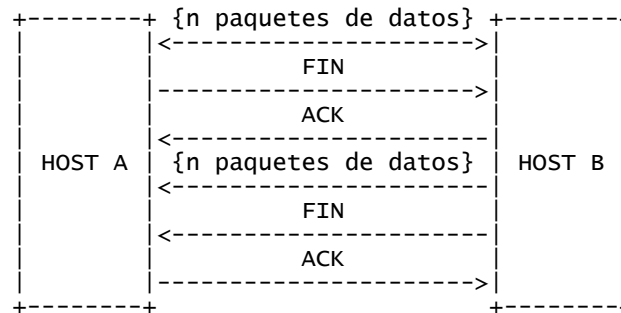 {n paquetes de datos}
FIN
ACK
HOST A {n paquetes de datos} HOST B
FIN
ACK